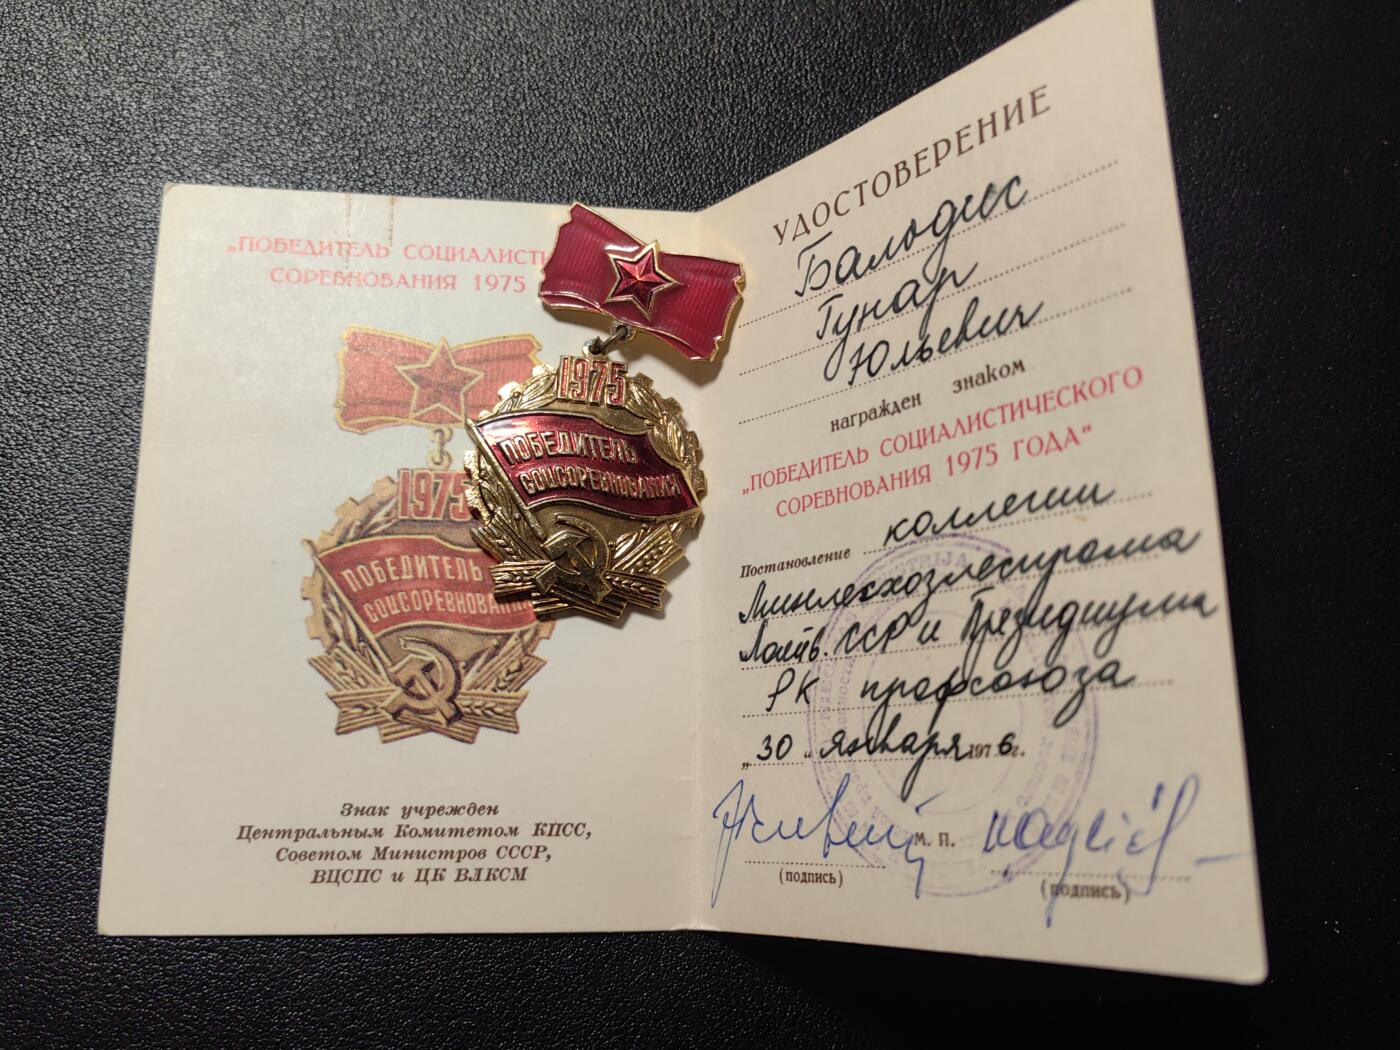 „ПОБЕДИТЕЛЬ СОЦИАЛИСТИ
СОРЕВНОВАНИЯ 1975
1975
ПОБЕДИТЕЛЬ
СОЦСОРЕВНОВАНИЯ
Знак учрежден
Центральным Комитетом КПСС,
Советом Министров СССР,
ВЦСПС и ЦК ВЛКСМ
1975
ПОБЕДИТЕЛЬ
СОЦСОРЕВНОВАНИЯ
УДОСТОВЕРЕНИЕ
Бальдис
Гунар
Юльевич
награжден знаком
„ПОБЕДИТЕЛЬ СОЦИАЛИСТИЧЕСКОГО
СОРЕВНОВАНИЯ 1975 ГОДА“
Постановление коллегии
Минлесхозлеспрома
Латв. ССР и Президиума
РК профсоюза
„30“ января 1976 г.
М. П.
(подпись) (подпись)